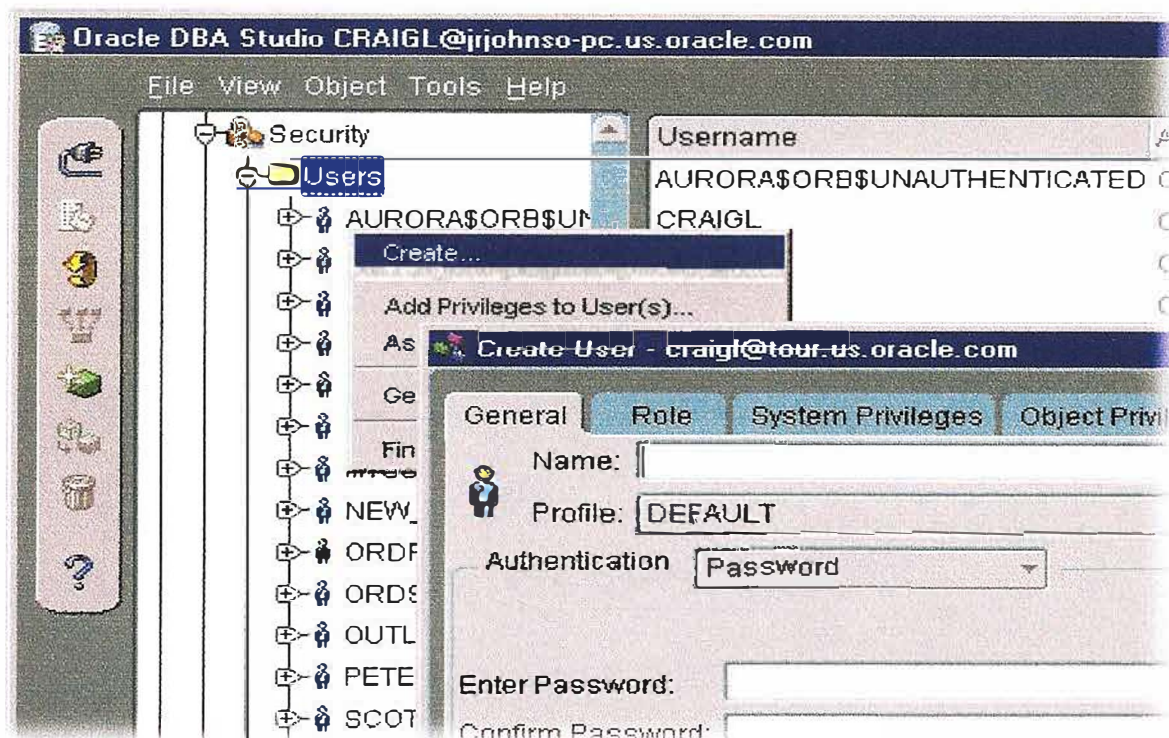 Oracle DBA Studio CRAIGL@jrjohnso-pc.us.oracle.com
File View Object Tools Help
Security
Users
AURORA$ORB$UN
NEW_
ORDF
ORDS
OUTL
PETE
SCOT
Username
AURORA$ORB$UNAUTHENTICATED
CRAIGL
Create...
Add Privileges to User(s)...
As
Ge
Fin
Create User - craigl@tour.us.oracle.com
General Role System Privileges Object Privi
Name:
Profile: DEFAULT
Authentication Password
Enter Password:
Confirm Password: